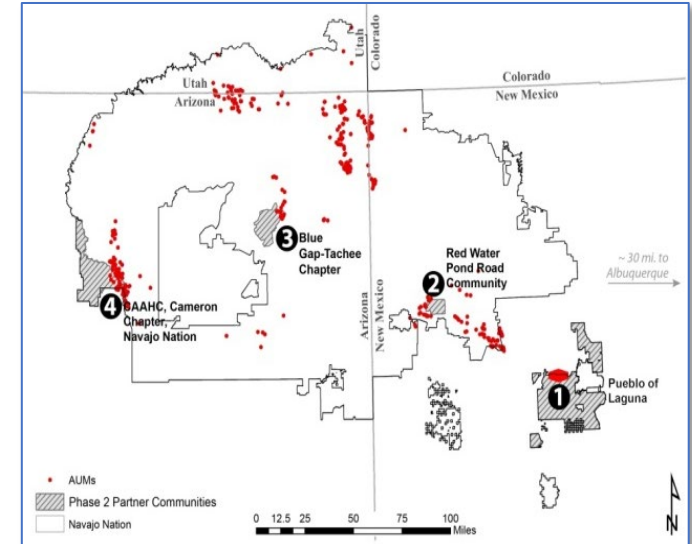 Utah
Colorado
Utah
Arizona
Colorado
New Mexico
3
Blue
Gap-Tachee
Chapter
Red Water
Pond Road
Community
2
~ 30 mi. to
Albuquerque
4
GAAHC, Cameron
Chapter,
Navajo Nation
Arizona
New Mexico
1
Pueblo of
Laguna
AUMs
Phase 2 Partner Communities
Navajo Nation
0 12.5 25 50 75 100
Miles
N